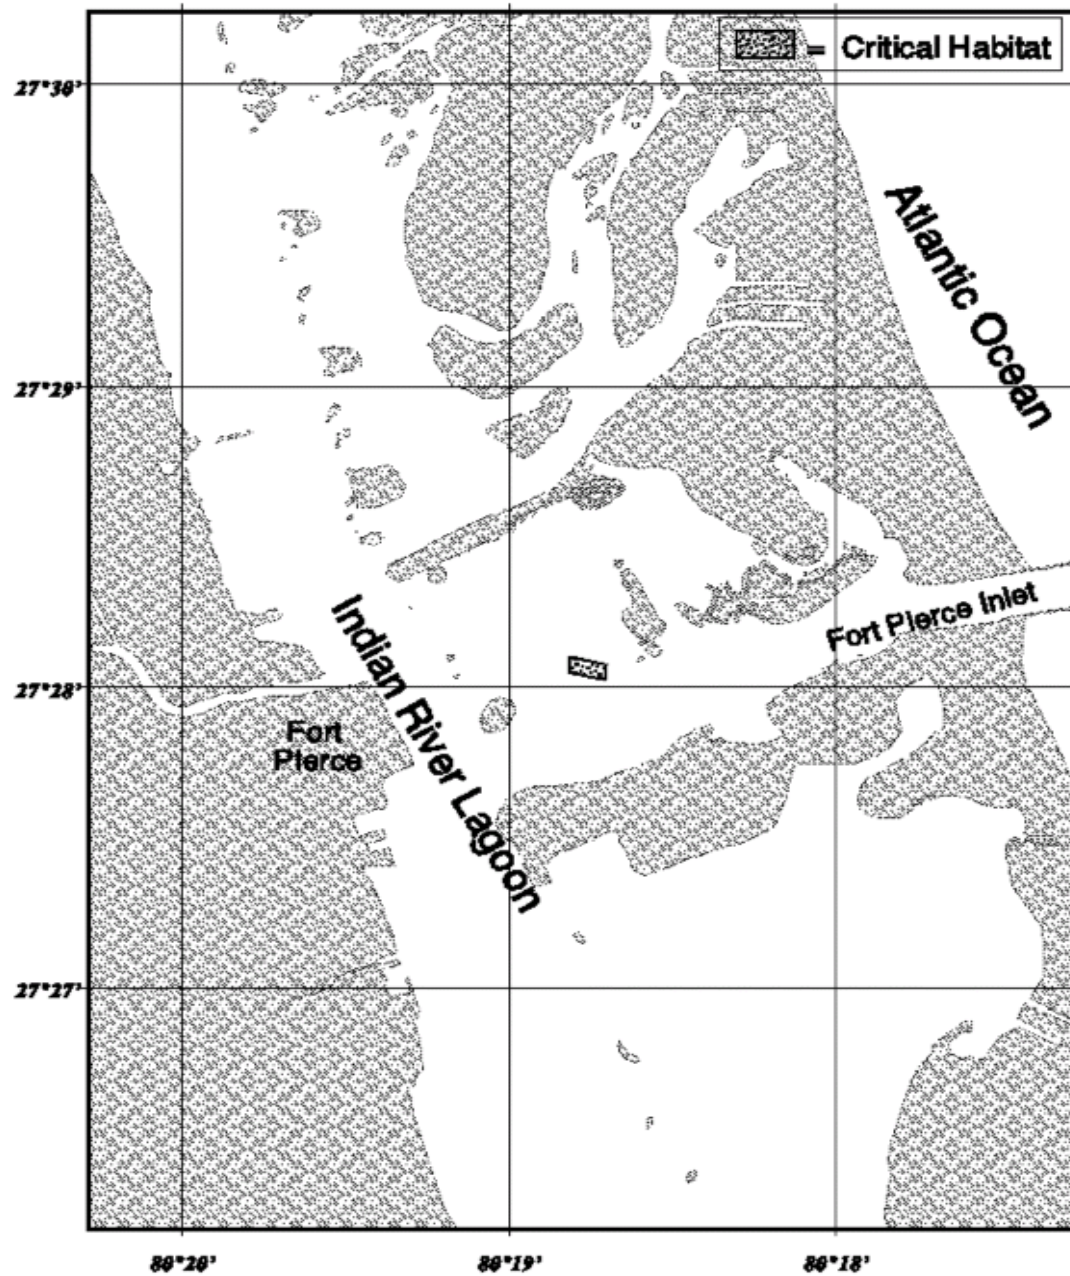 = Critical Habitat
27°30'
Atlantic Ocean
27°29'
Fort Pierce Inlet
Indian River Lagoon
27°28'
Fort
Pierce
27°27'
80°20'
80°19'
80°18'